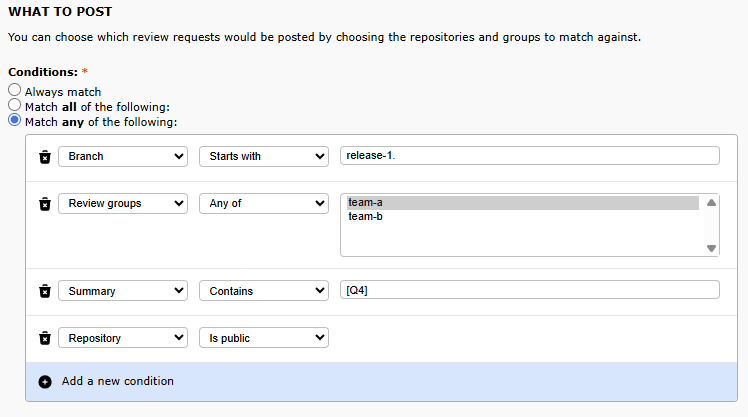 WHAT TO POST
You can choose which review requests would be posted by choosing the repositories and groups to match against.
Conditions: *
Always match
Match all of the following:
Match any of the following:
Branch Starts with release-1.
Review groups Any of team-a
team-b
Summary Contains [Q4]
Repository Is public
Add a new condition